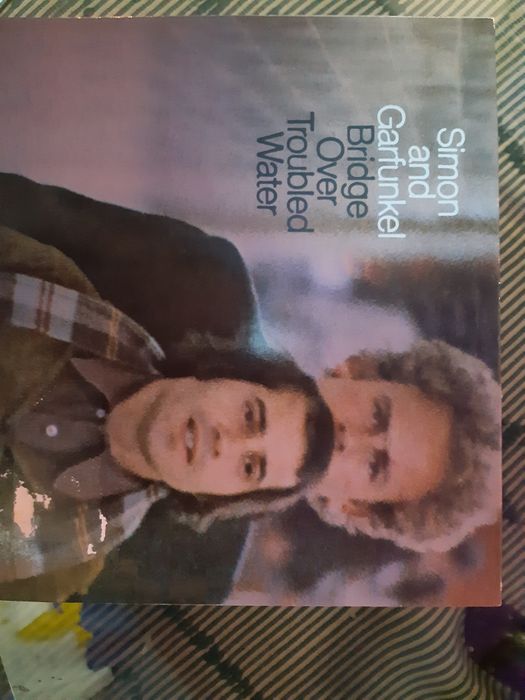 Simon
and
Garfunkel
Bridge
Over
Troubled
Water